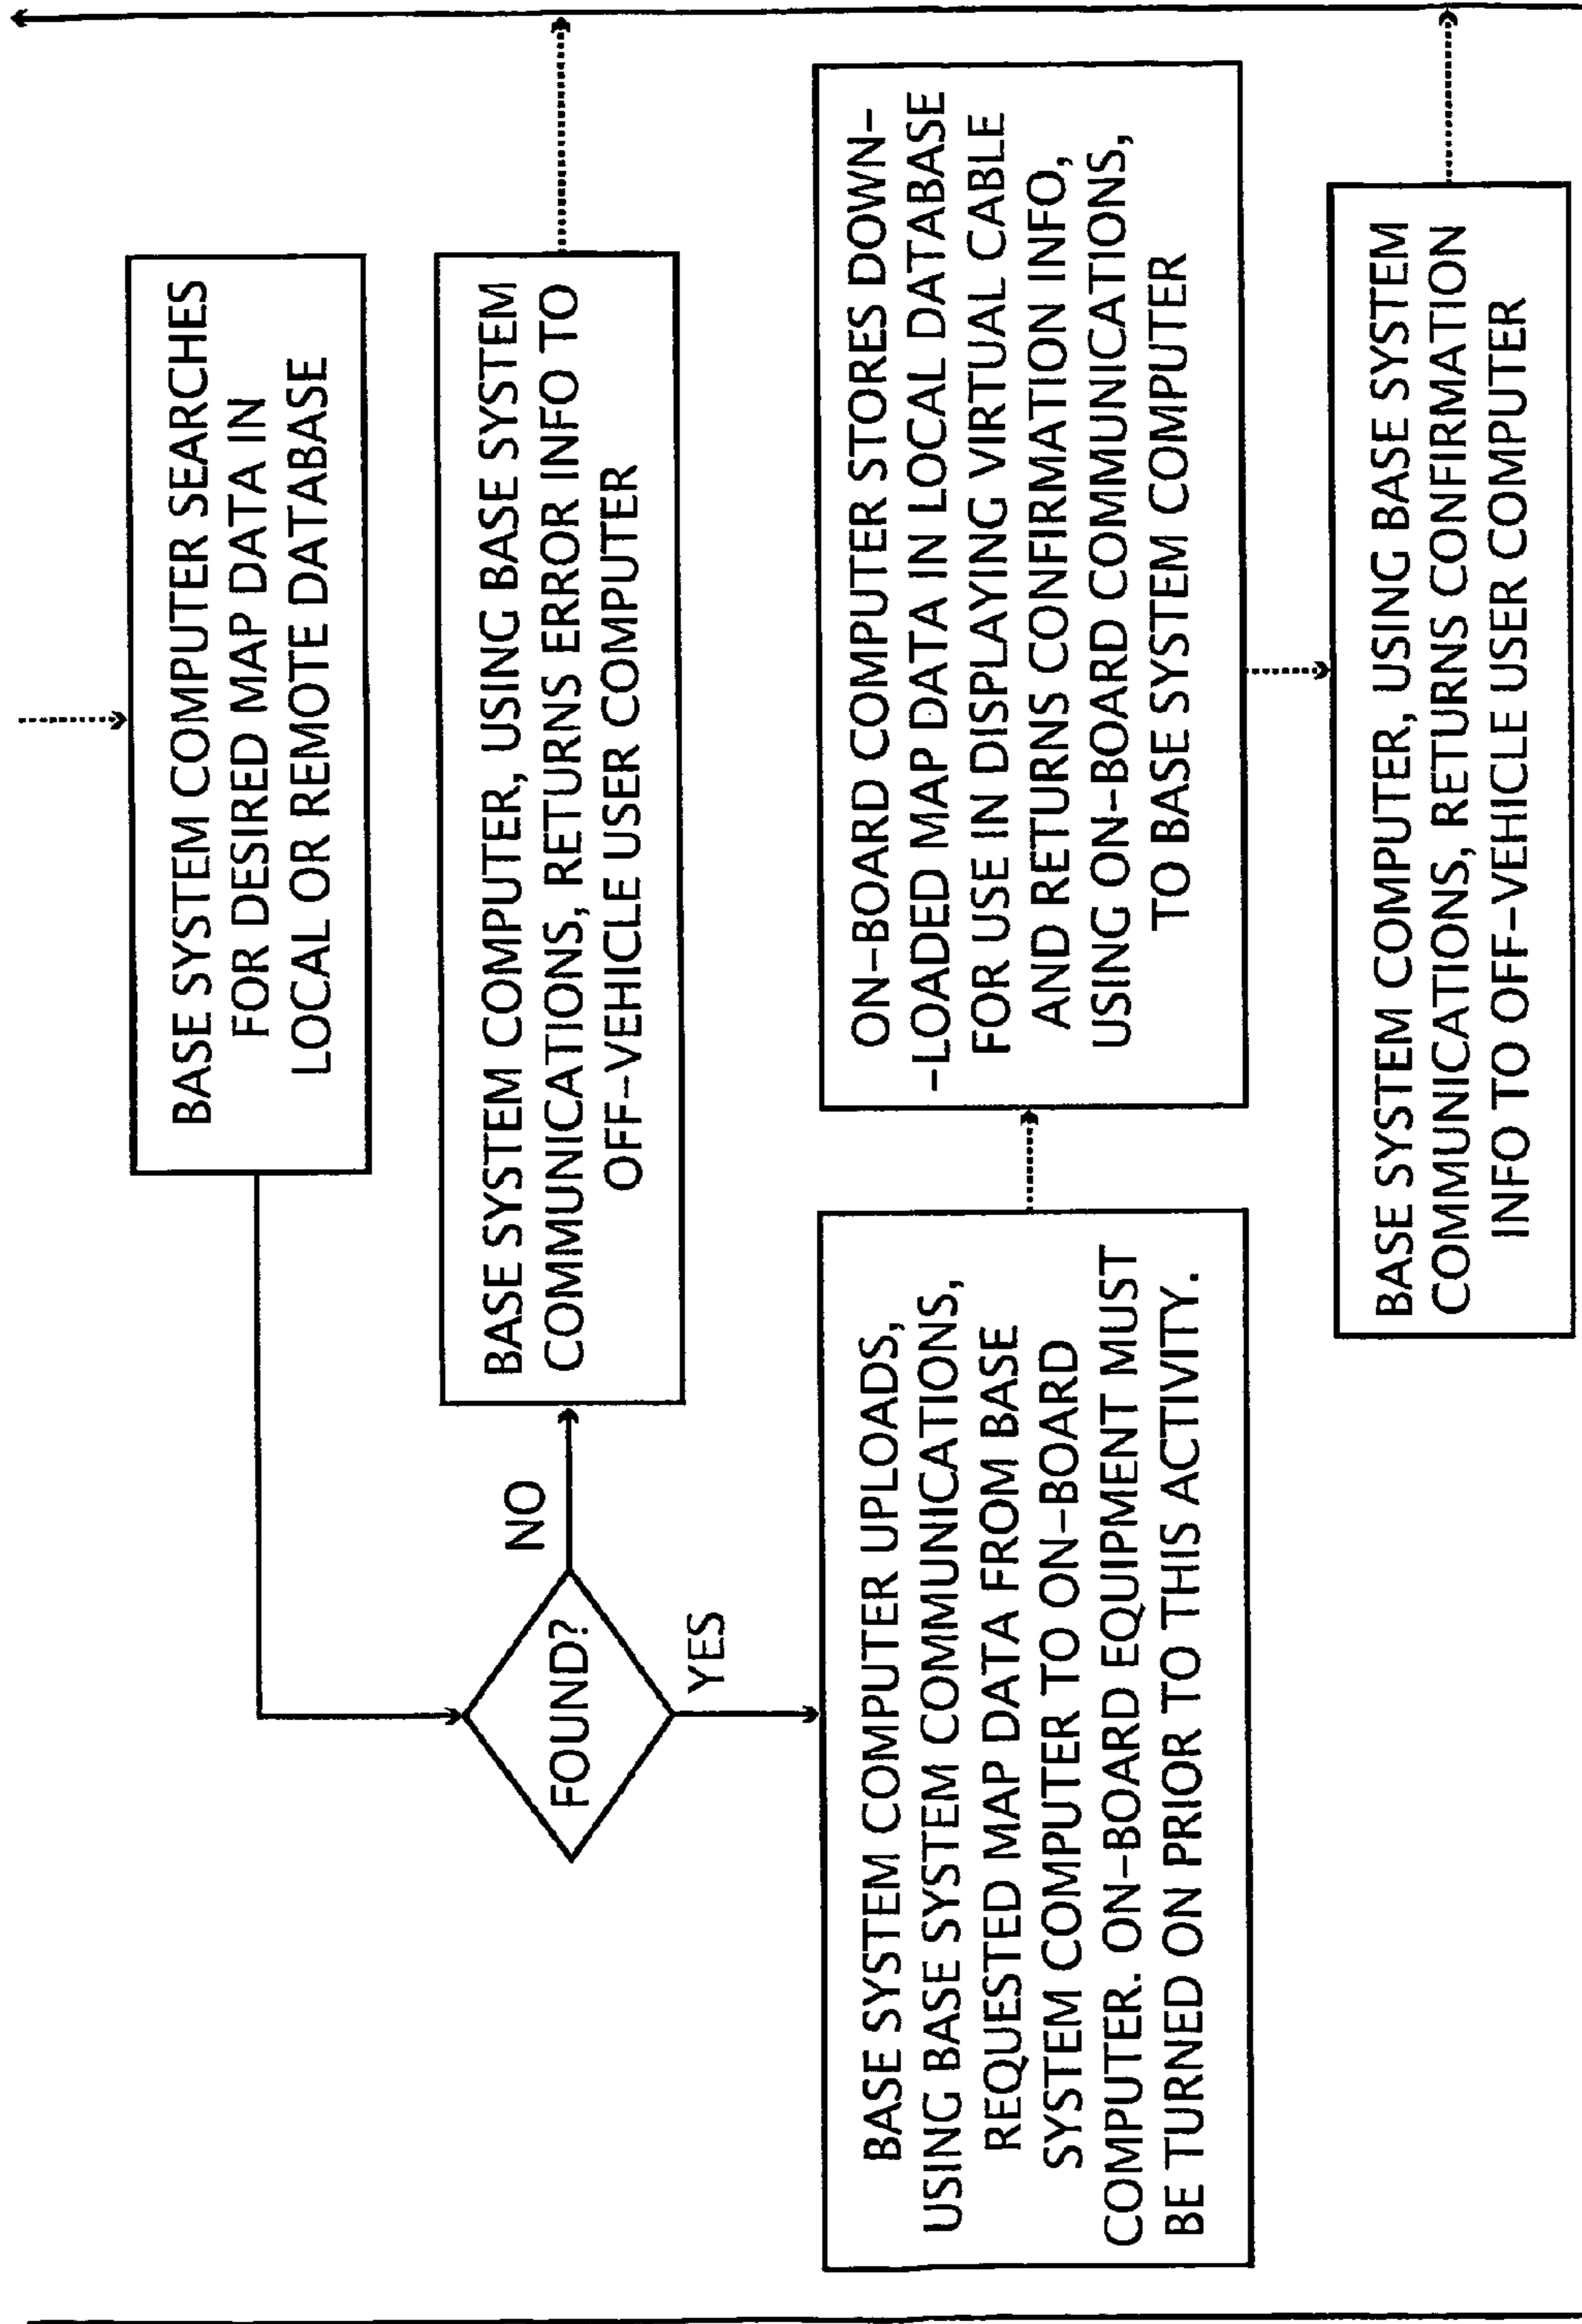 BASE SYSTEM COMPUTER SEARCHES
FOR DESIRED MAP DATA IN
LOCAL OR REMOTE DATABASE
FOUND?
NO
YES
BASE SYSTEM COMPUTER, USING BASE SYSTEM
COMMUNICATIONS, RETURNS ERROR INFO TO
OFF-VEHICLE USER COMPUTER
BASE SYSTEM COMPUTER UPLOADS,
USING BASE SYSTEM COMMUNICATIONS,
REQUESTED MAP DATA FROM BASE
SYSTEM COMPUTER TO ON-BOARD
COMPUTER. ON-BOARD EQUIPMENT MUST
BE TURNED ON PRIOR TO THIS ACTIVITY.
ON-BOARD COMPUTER STORES DOWN-
-LOADED MAP DATA IN LOCAL DATABASE
FOR USE IN DISPLAYING VIRTUAL CABLE
AND RETURNS CONFIRMATION INFO,
USING ON-BOARD COMMUNICATIONS,
TO BASE SYSTEM COMPUTER
BASE SYSTEM COMPUTER, USING BASE SYSTEM
COMMUNICATIONS, RETURNS CONFIRMATION
INFO TO OFF-VEHICLE USER COMPUTER